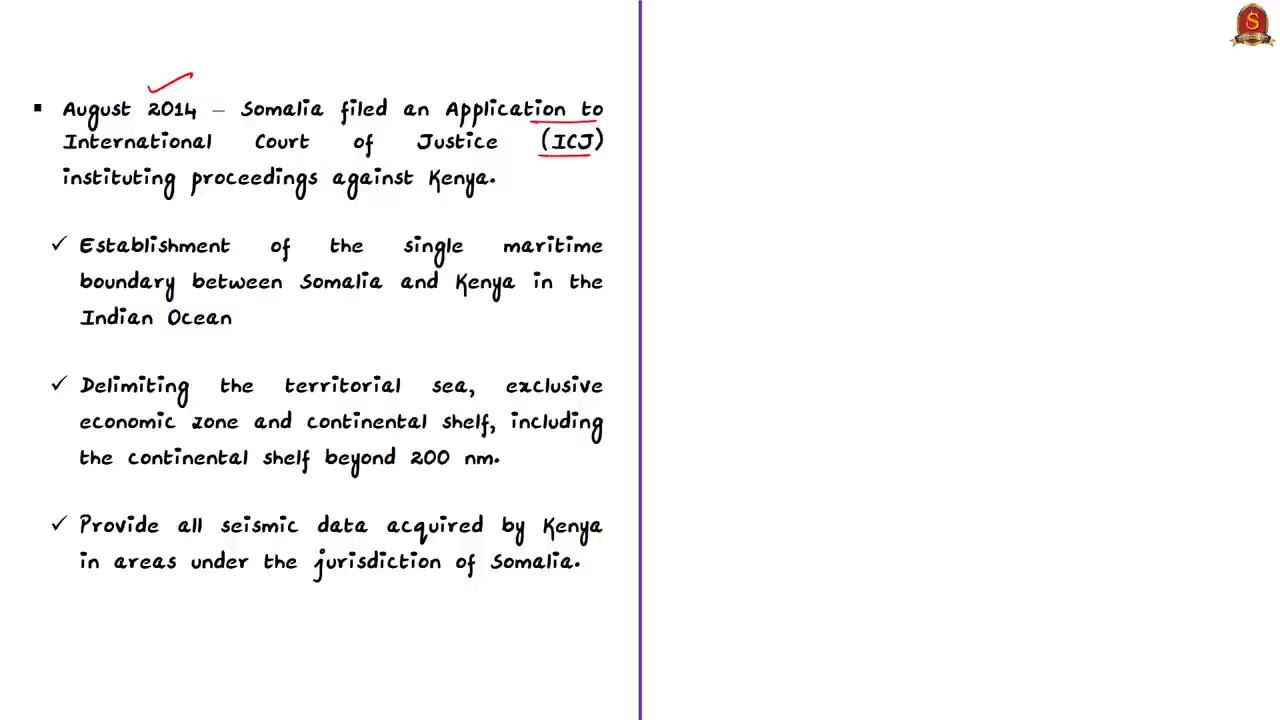 ▪ August 2014 – Somalia filed an Application to
International Court of Justice (ICJ)
instituting proceedings against Kenya.
✓ Establishment of the single maritime
boundary between Somalia and Kenya in the
Indian Ocean
✓ Delimiting the territorial sea, exclusive
economic zone and continental shelf, including
the continental shelf beyond 200 nm.
✓ Provide all seismic data acquired by Kenya
in areas under the jurisdiction of Somalia.
S